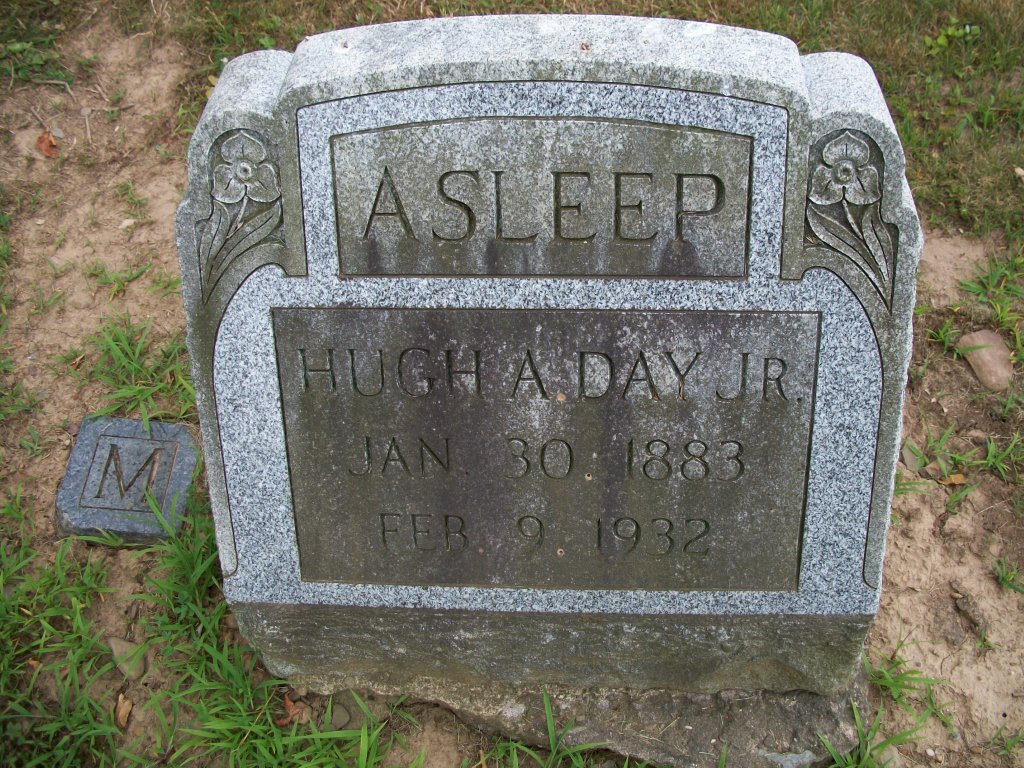 ASLEEP
HUGH A. DAY JR.
JAN. 30 1883
FEB. 9 1932
M